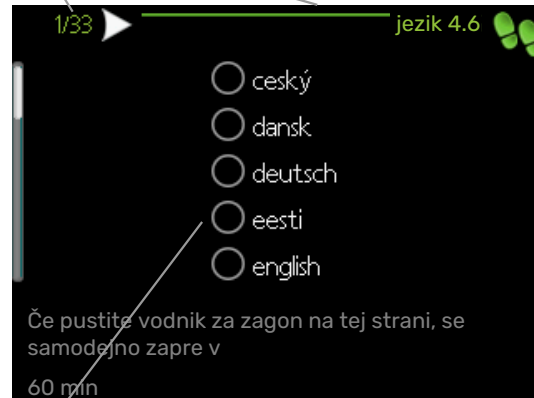 1/33 jezik 4.6
ceský
dansk
deutsch
eesti
english
Če pustite vodnik za zagon na tej strani, se
samodejno zapre v
60 min